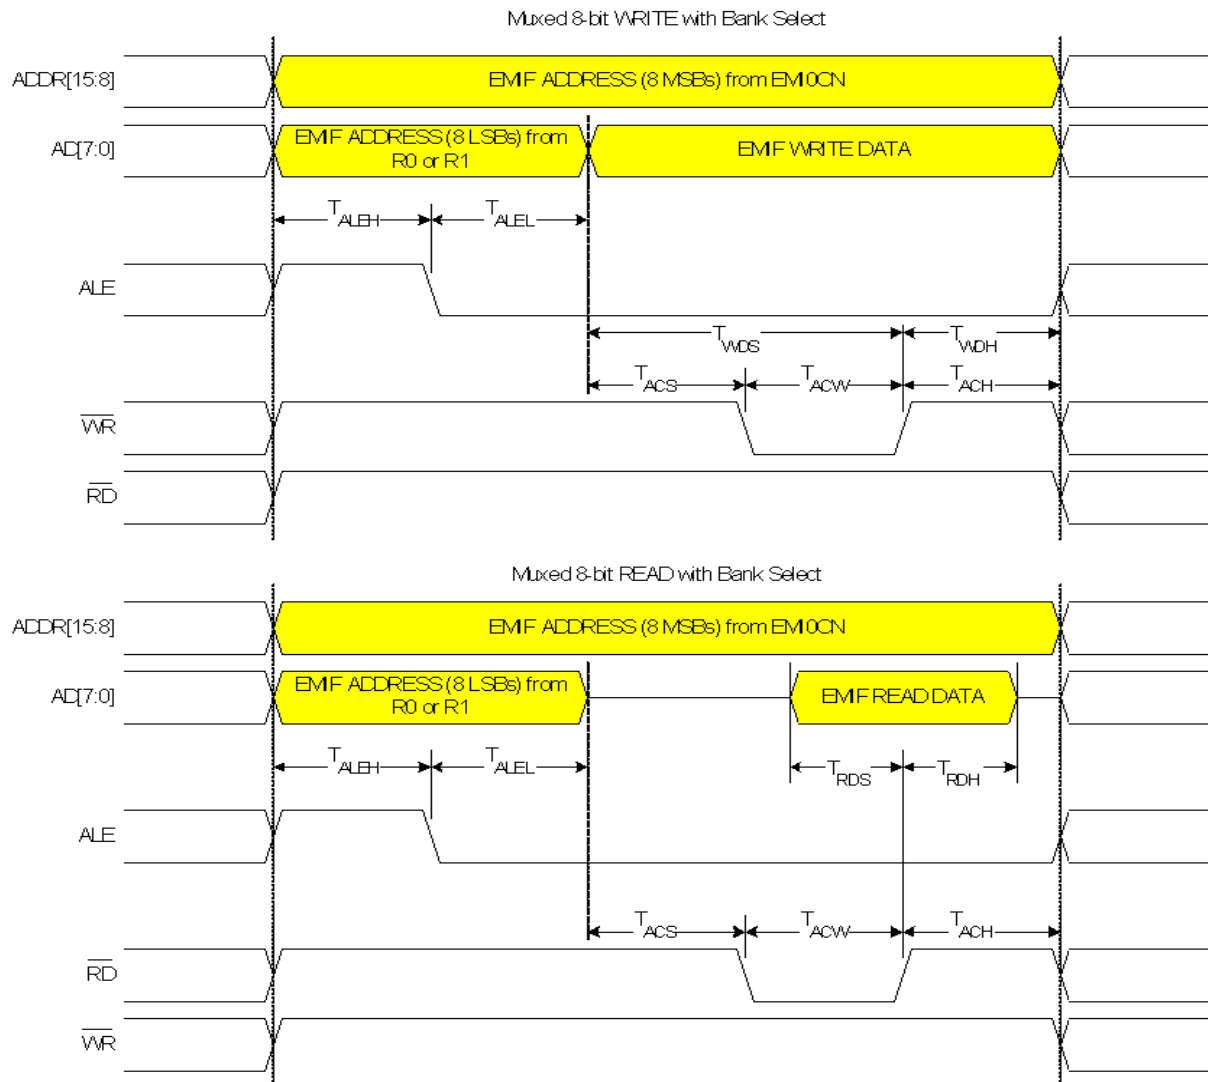 Muxed 8-bit WRITE with Bank Select
ADDR[15:8]
EMIF ADDRESS (8 MSBs) from EMI0CN
AD[7:0]
EMIF ADDRESS (8 LSBs) from
R0 or R1
EMIF WRITE DATA
TALEH
TALEL
ALE
TWDS
TWDH
TACS
TACW
TACH
WR
RD
Muxed 8-bit READ with Bank Select
ADDR[15:8]
EMIF ADDRESS (8 MSBs) from EMI0CN
AD[7:0]
EMIF ADDRESS (8 LSBs) from
R0 or R1
EMIF READ DATA
TALEH
TALEL
TRDS
TRDH
ALE
TACS
TACW
TACH
RD
WR